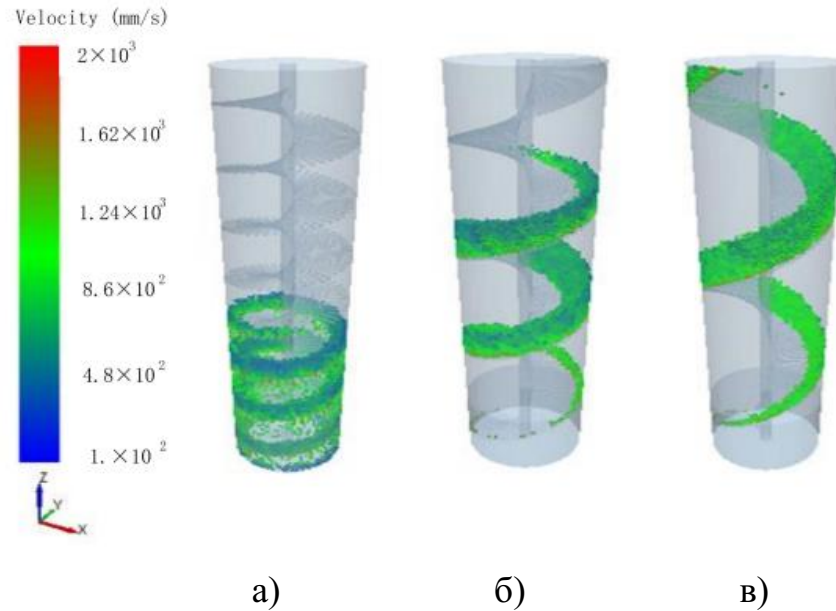 Velocity (mm/s)
2×10³
1.62×10³
1.24×10³
8.6×10²
4.8×10²
1.×10²
Z
Y
X
а) б) в)